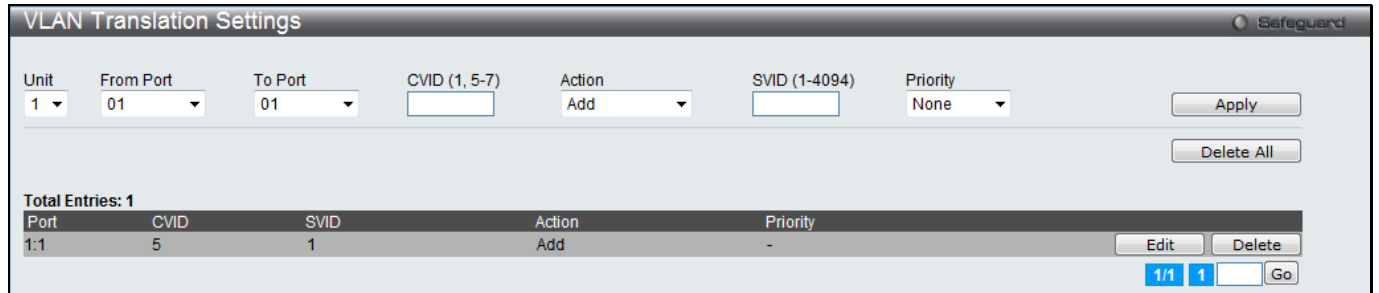 VLAN Translation Settings Safeguard
Unit From Port To Port CVID (1, 5-7) Action SVID (1-4094) Priority
1 01 01 Add None Apply
Delete All
Total Entries: 1
Port CVID SVID Action Priority
1:1 5 1 Add - Edit Delete
1/1 1 Go